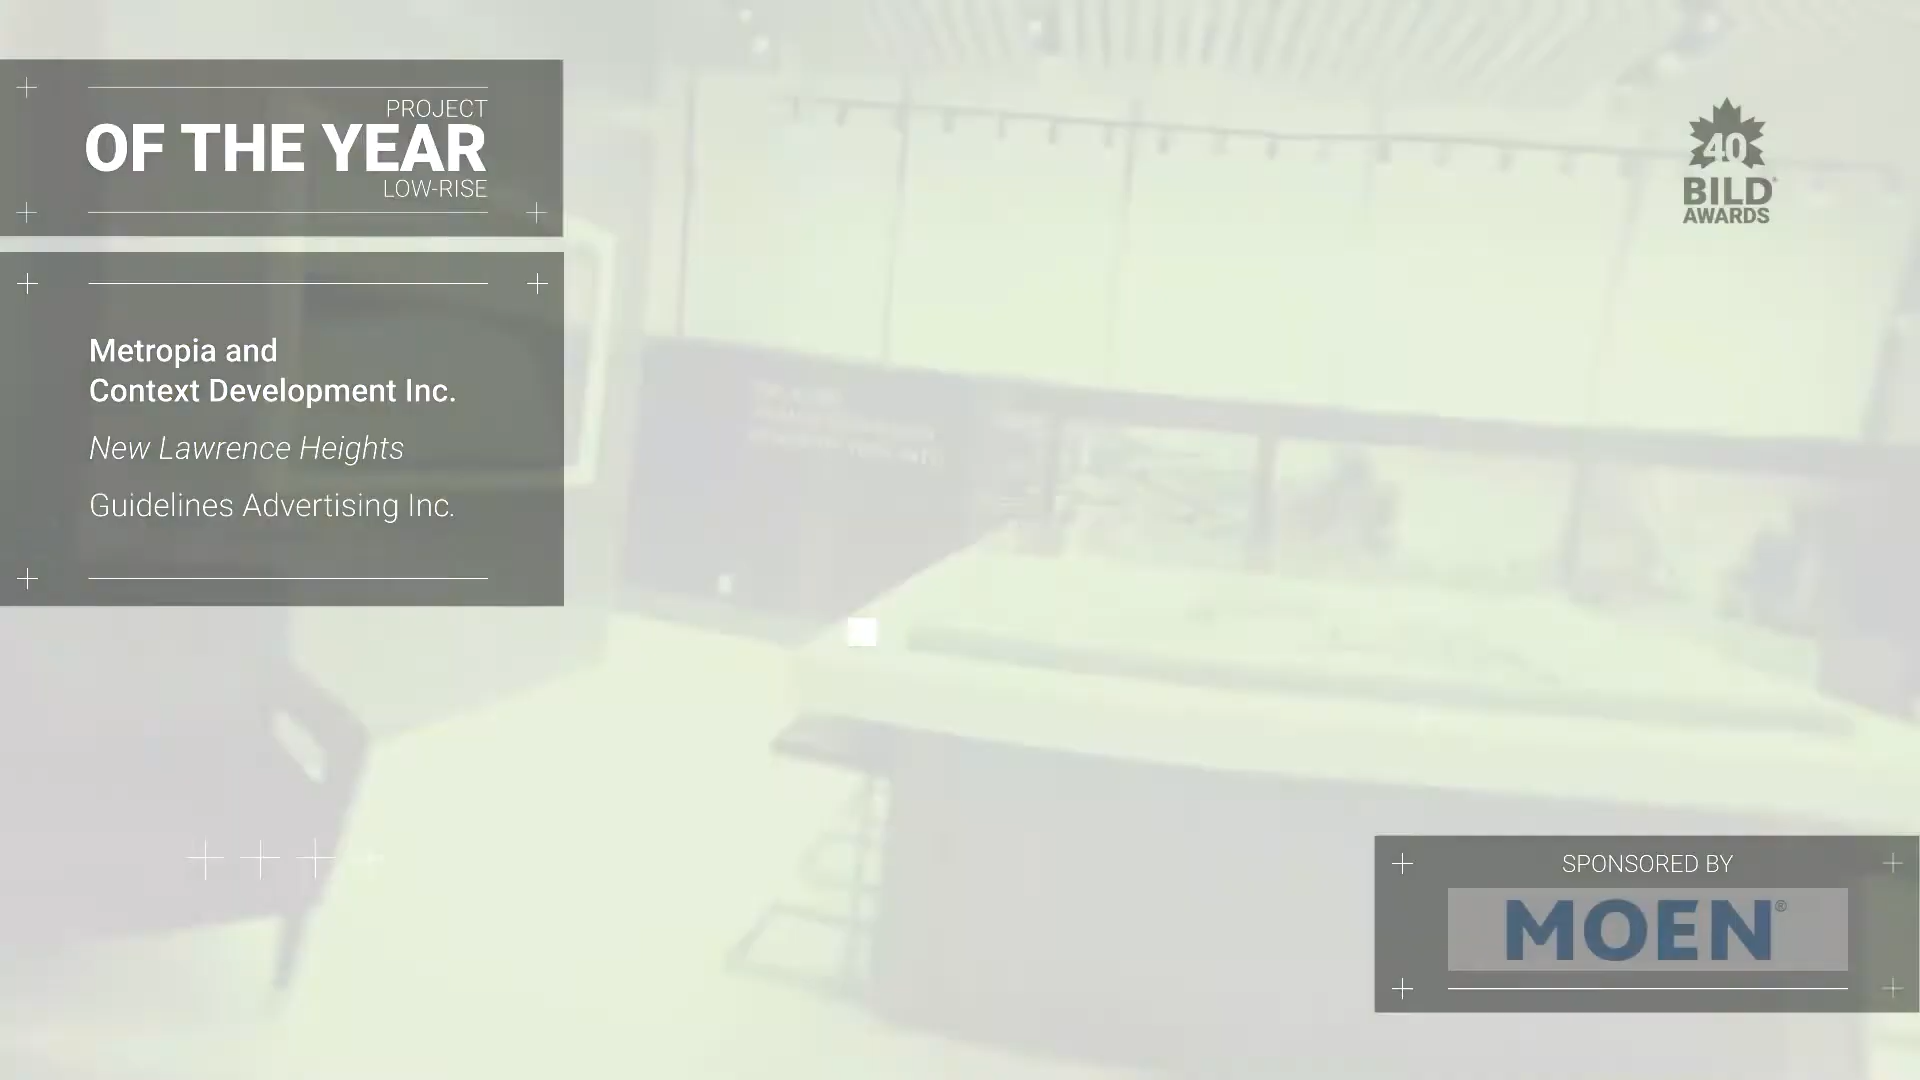 PROJECT
OF THE YEAR
LOW-RISE
Metropia and
Context Development Inc.
New Lawrence Heights
Guidelines Advertising Inc.
40
BILD
AWARDS
SPONSORED BY
MOEN®